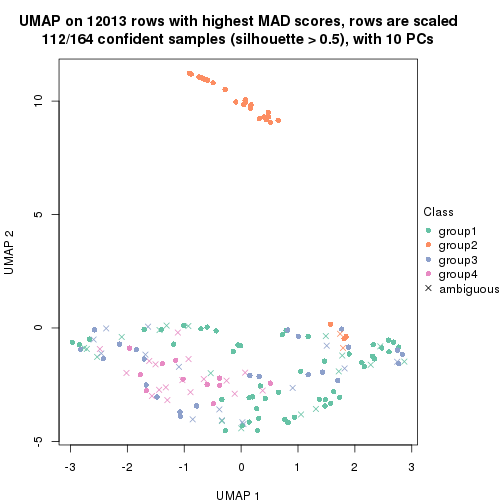 UMAP on 12013 rows with highest MAD scores, rows are scaled
112/164 confident samples (silhouette > 0.5), with 10 PCs
10
5
0
-5
UMAP 2
-3
-2
-1
0
1
2
3
UMAP 1
Class
group1
group2
group3
group4
ambiguous